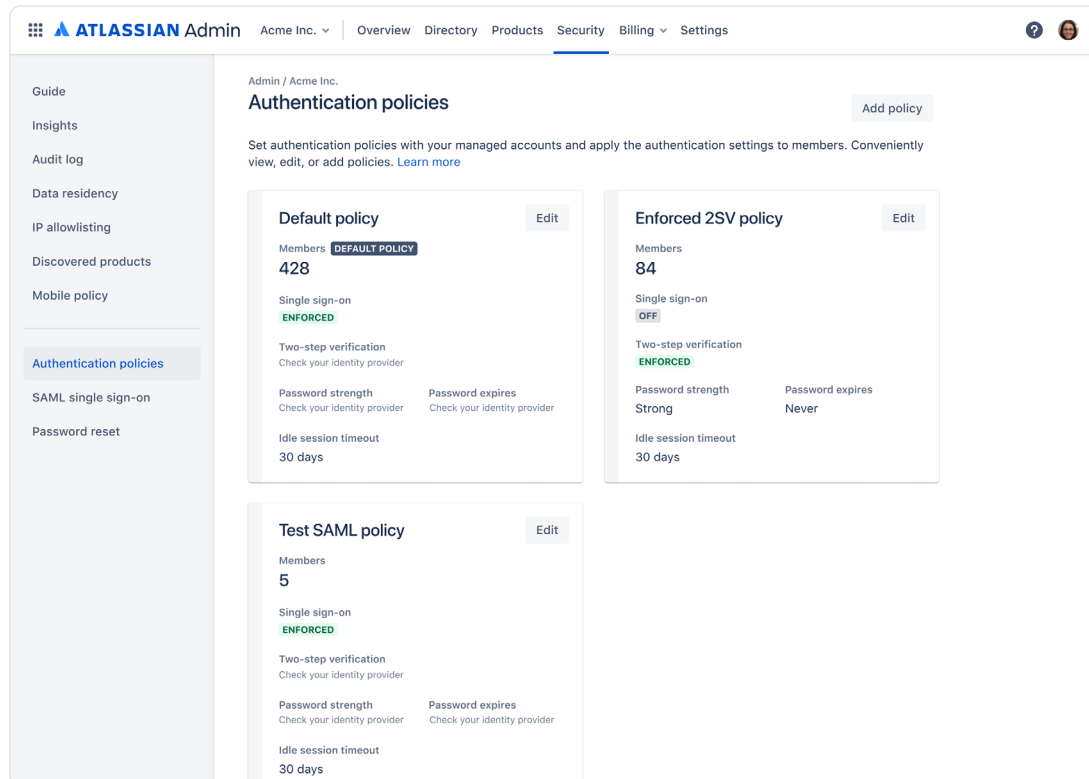 ATLASSIAN Admin Acme Inc. Overview Directory Products Security Billing Settings ?
Guide
Insights
Audit log
Data residency
IP allowlisting
Discovered products
Mobile policy
Authentication policies
SAML single sign-on
Password reset
Admin / Acme Inc.
Authentication policies
Add policy
Set authentication policies with your managed accounts and apply the authentication settings to members. Conveniently
view, edit, or add policies. Learn more
Default policy Edit
Members DEFAULT POLICY
428
Single sign-on
ENFORCED
Two-step verification
Check your identity provider
Password strength Password expires
Check your identity provider Check your identity provider
Idle session timeout
30 days
Enforced 2SV policy Edit
Members
84
Single sign-on
OFF
Two-step verification
ENFORCED
Password strength Password expires
Strong Never
Idle session timeout
30 days
Test SAML policy Edit
Members
5
Single sign-on
ENFORCED
Two-step verification
Check your identity provider
Password strength Password expires
Check your identity provider Check your identity provider
Idle session timeout
30 days